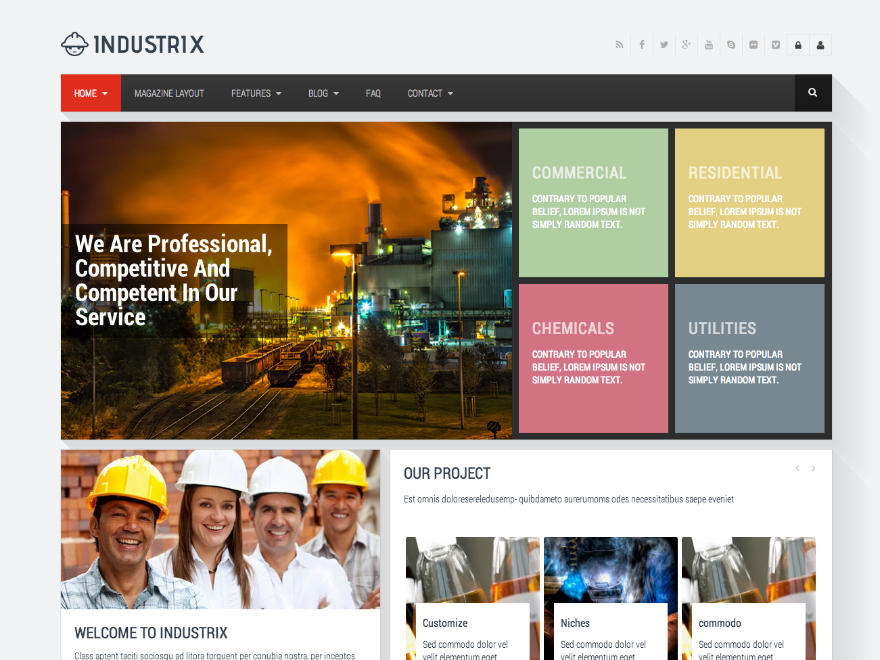 INDUSTRIX
HOME MAGAZINE LAYOUT FEATURES BLOG FAQ CONTACT
We Are Professional,
Competitive And
Competent In Our
Service
COMMERCIAL
CONTRARY TO POPULAR
BELIEF, LOREM IPSUM IS NOT
SIMPLY RANDOM TEXT.
RESIDENTIAL
CONTRARY TO POPULAR
BELIEF, LOREM IPSUM IS NOT
SIMPLY RANDOM TEXT.
CHEMICALS
CONTRARY TO POPULAR
BELIEF, LOREM IPSUM IS NOT
SIMPLY RANDOM TEXT.
UTILITIES
CONTRARY TO POPULAR
BELIEF, LOREM IPSUM IS NOT
SIMPLY RANDOM TEXT.
WELCOME TO INDUSTRIX
Class aptent taciti sociosqu ad litora torquent per conubia nostra, per inceptos
OUR PROJECT
Est omnis doloresereledusemp- quibdameto aurerumoms odes necessitatibus saepe eveniet
Customize
Sed commodo dolor vel
velit elementum eget
Niches
Sed commodo dolor vel
velit elementum eget
commodo
Sed commodo dolor vel
velit elementum eget